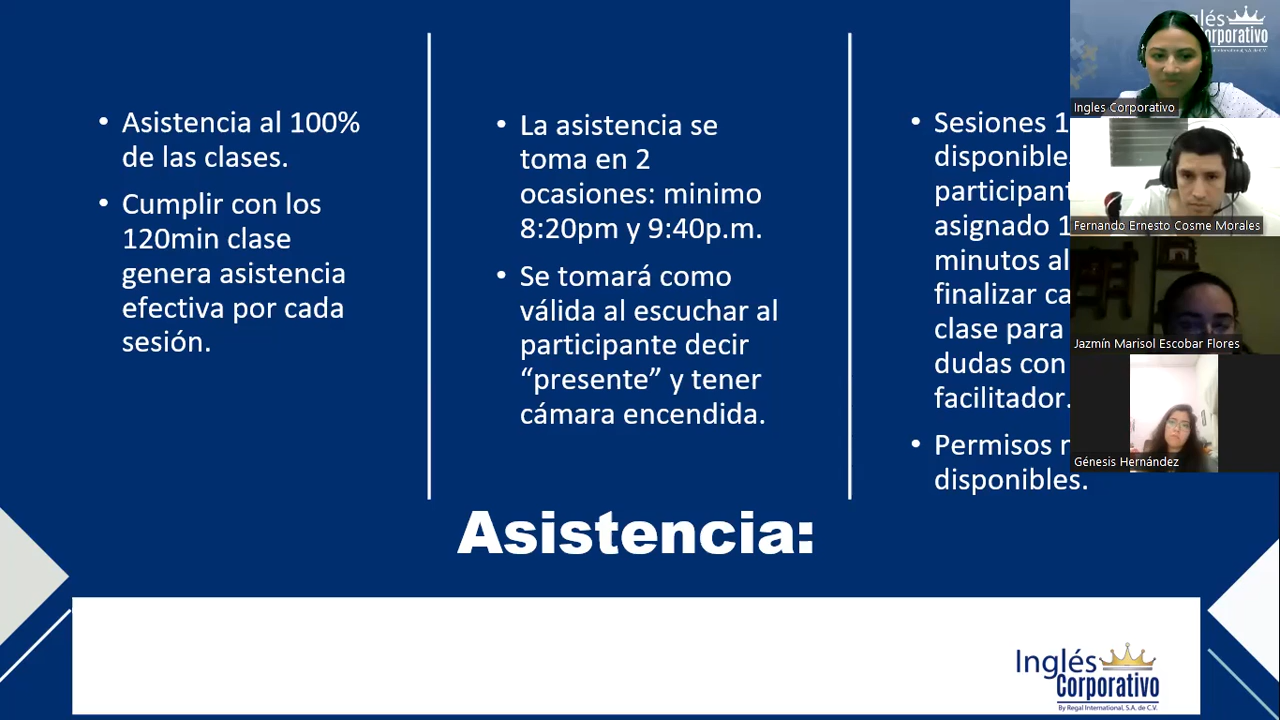 • Asistencia al 100%
de las clases.
• Cumplir con los
120min clase
genera asistencia
efectiva por cada
sesión.
• La asistencia se
toma en 2
ocasiones: minimo
8:20pm y 9:40p.m.
• Se tomará como
válida al escuchar al
participante decir
“presente” y tener
cámara encendida.
• Sesiones 1
disponible
participant
asignado 1
minutos al
finalizar ca
clase para
dudas con
facilitador.
• Permisos n
disponibles.
Asistencia:
Inglés
Corporativo
By Regal International, S.A. de C.V.
Ingles Corporativo
Fernando Ernesto Cosme Morales
Jazmín Marisol Escobar Flores
Génesis Hernández